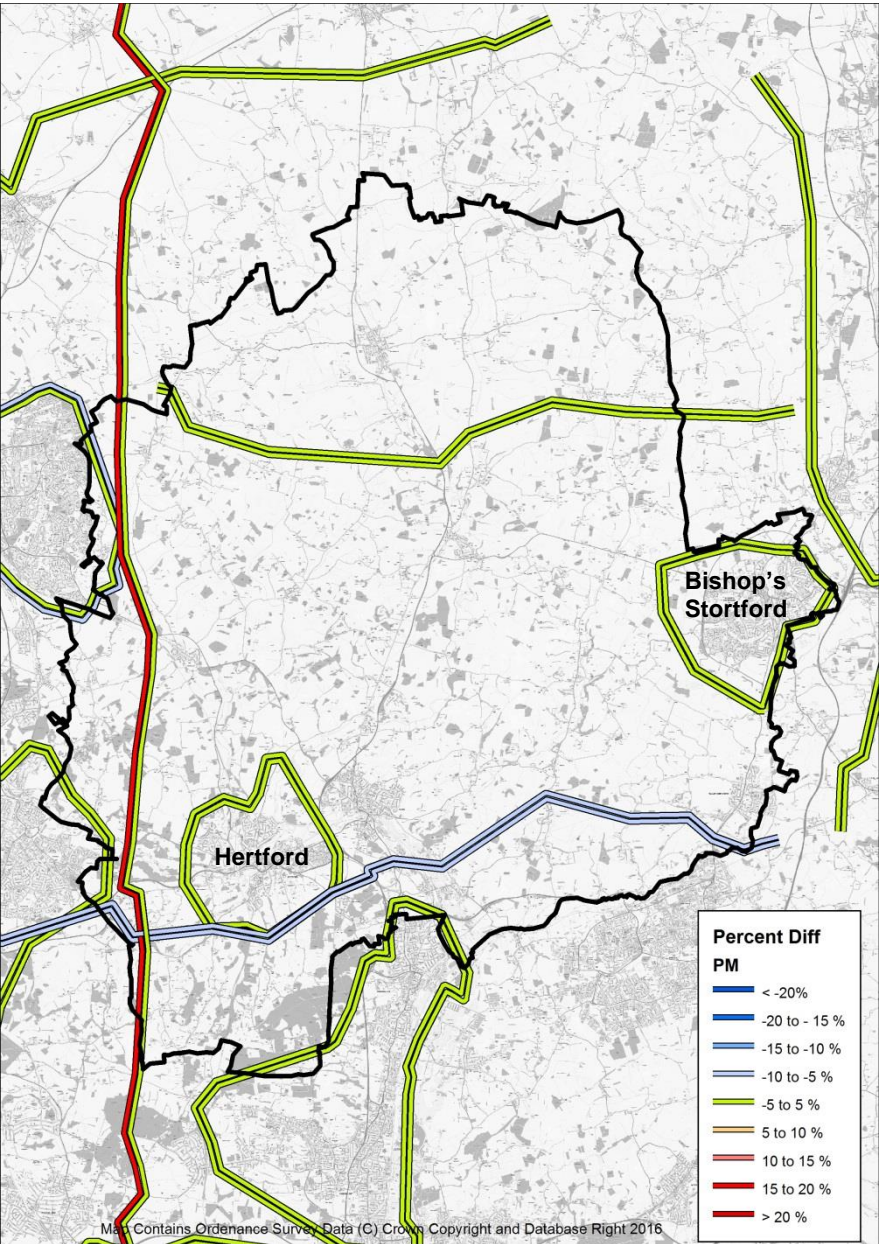 Bishop's
Stortford
Hertford
Percent Diff
PM
< -20%
-20 to - 15 %
-15 to -10 %
-10 to -5 %
-5 to 5 %
5 to 10 %
10 to 15 %
15 to 20 %
> 20 %
Map Contains Ordenance Survey Data (C) Crown Copyright and Database Right 2016